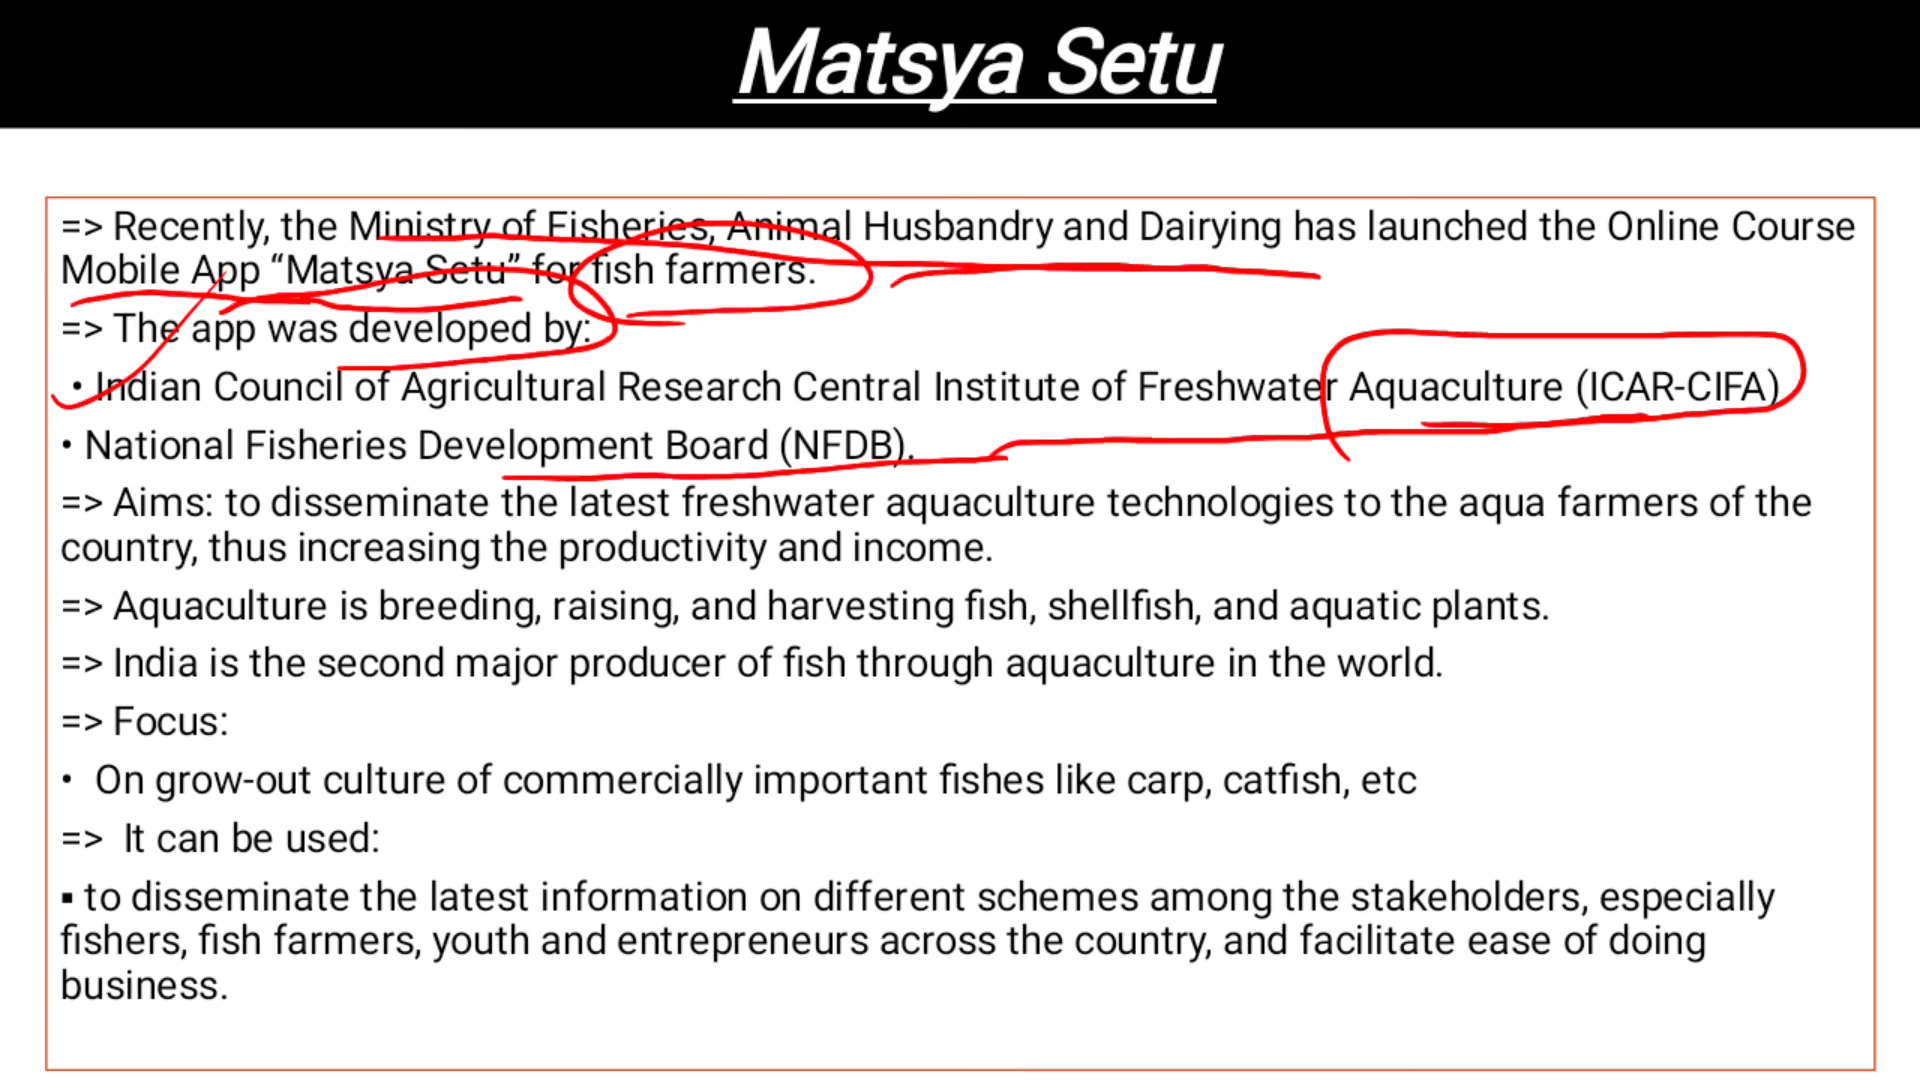 Matsya Setu
=> Recently, the Ministry of Fisheries, Animal Husbandry and Dairying has launched the Online Course
Mobile App “Matsya Setu” for fish farmers.
=> The app was developed by:
• Indian Council of Agricultural Research Central Institute of Freshwater Aquaculture (ICAR-CIFA)
• National Fisheries Development Board (NFDB).
=> Aims: to disseminate the latest freshwater aquaculture technologies to the aqua farmers of the
country, thus increasing the productivity and income.
=> Aquaculture is breeding, raising, and harvesting fish, shellfish, and aquatic plants.
=> India is the second major producer of fish through aquaculture in the world.
=> Focus:
• On grow-out culture of commercially important fishes like carp, catfish, etc
=> It can be used:
▪ to disseminate the latest information on different schemes among the stakeholders, especially
fishers, fish farmers, youth and entrepreneurs across the country, and facilitate ease of doing
business.